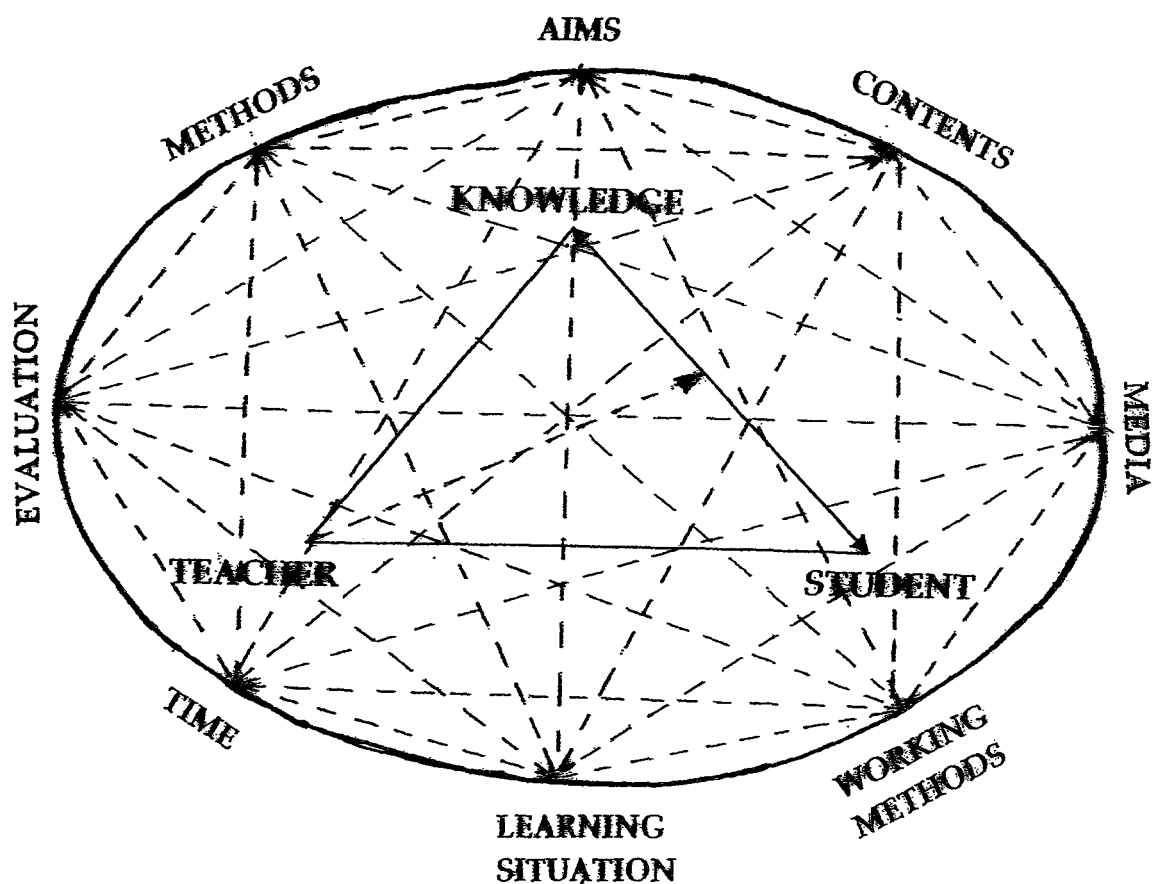 AIMS
METHODS
CONTENTS
KNOWLEDGE
EVALUATION
MEDIA
TEACHER
STUDENT
TIME
WORKING
METHODS
LEARNING
SITUATION